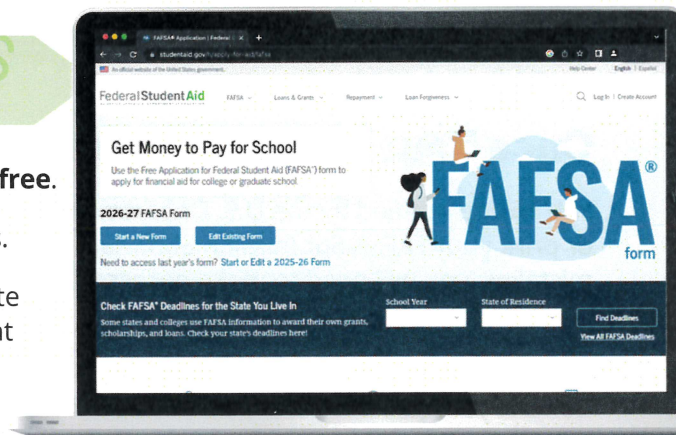 S
free.
s.
te
nt
FAFSA® Application | Federal
studentaid.gov/h/apply-for-aid/fafsa
An official website of the United States government.
Help Center English | Español
Federal Student Aid
FAFSA Loans & Grants Repayment Loan Forgiveness Log In | Create Account
Get Money to Pay for School
Use the Free Application for Federal Student Aid (FAFSA®) form to
apply for financial aid for college or graduate school.
2026-27 FAFSA Form
Start a New Form Edit Existing Form
Need to access last year's form? Start or Edit a 2025-26 Form
FAFSA®
form
Check FAFSA® Deadlines for the State You Live In
Some states and colleges use FAFSA information to award their own grants,
scholarships, and loans. Check your state's deadlines here!
School Year
State of Residence
Find Deadlines
View All FAFSA Deadlines